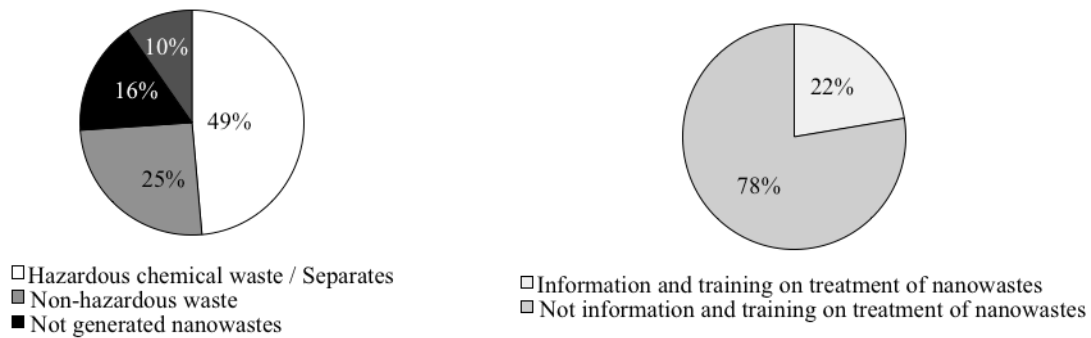 10%
16%
49%
25%
Hazardous chemical waste / Separates
Non-hazardous waste
Not generated nanowastes
22%
78%
Information and training on treatment of nanowastes
Not information and training on treatment of nanowastes